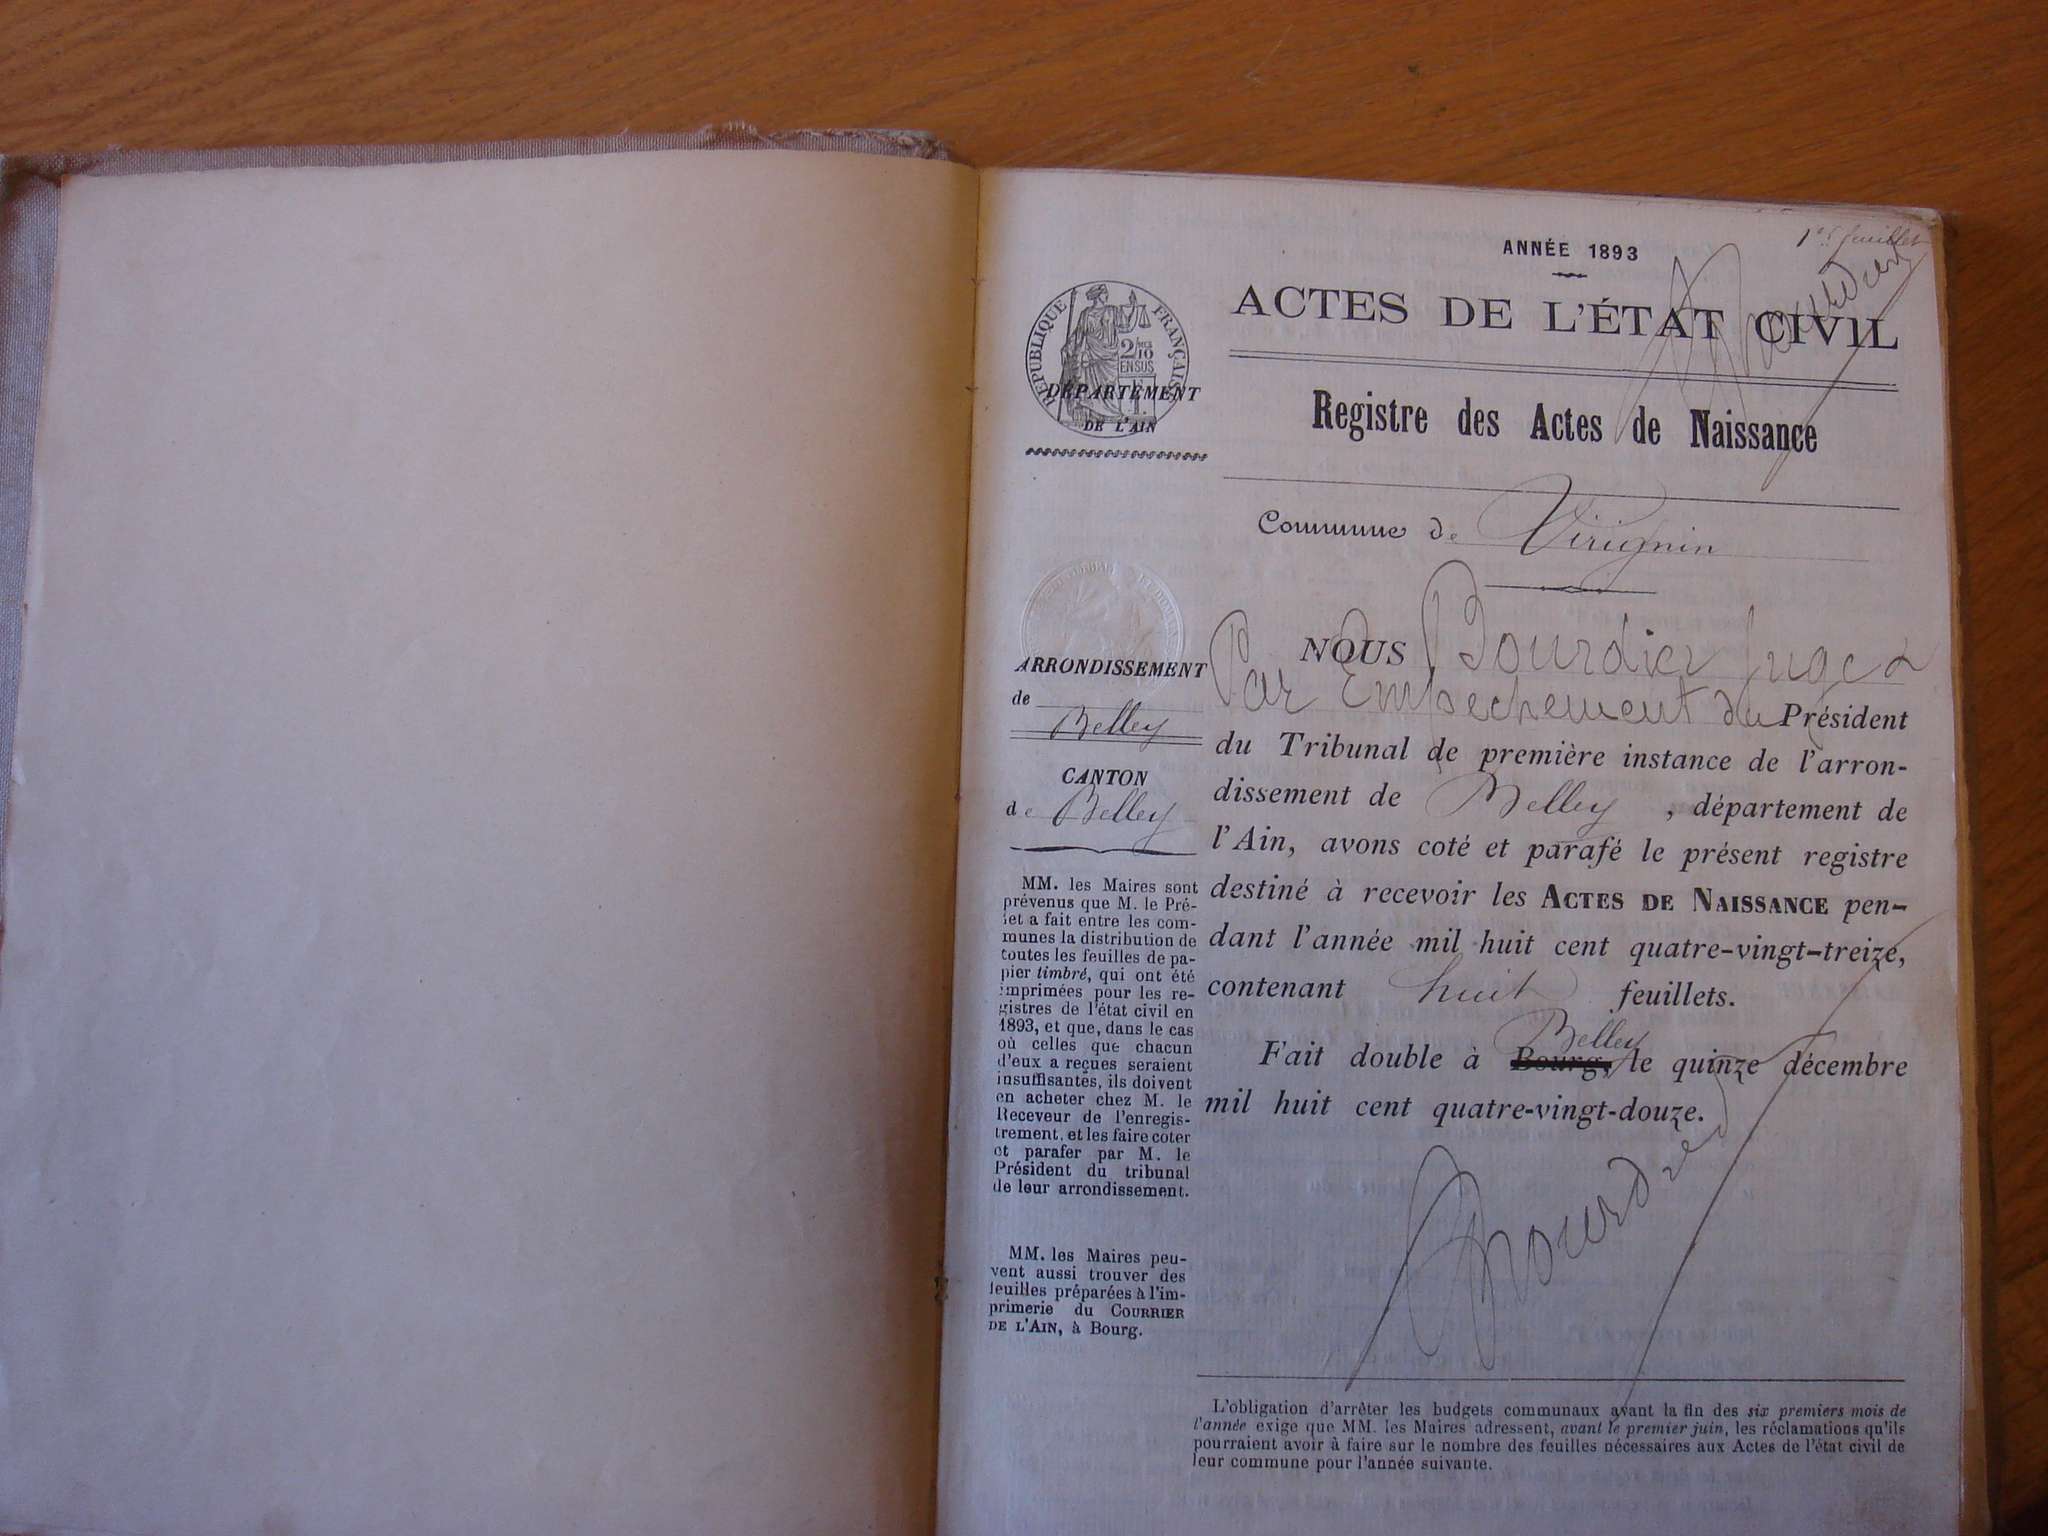 1er feuillet
ANNÉE 1893
ACTES DE L'ÉTAT CIVIL
Registre des Actes de Naissance
Commune de Virignin
RÉPUBLIQUE FRANÇAISE
2/10
EN SUS
DÉPARTEMENT
DE L'AIN
ARRONDISSEMENT
de
Belley
CANTON
de Belley
MM. les Maires sont
prévenus que M. le Pré-
fet a fait entre les com-
munes la distribution de
toutes les feuilles de pa-
pier timbré, qui ont été
imprimées pour les re-
gistres de l'état civil en
1893, et que, dans le cas
où celles que chacun
d'eux a reçues seraient
insuffisantes, ils doivent
en acheter chez M. le
Receveur de l'enregis-
trement, et les faire coter
et parafer par M. le
Président du tribunal
de leur arrondissement.
MM. les Maires peu-
vent aussi trouver des
feuilles préparées à l'im-
primerie du COURRIER
DE L'AIN, à Bourg.
NOUS Bourdier Juge
Par Empechement du Président
du Tribunal de première instance de l'arron-
dissement de Belley, département de
l'Ain, avons coté et parafé le présent registre
destiné à recevoir les ACTES DE NAISSANCE pen-
dant l'année mil huit cent quatre-vingt-treize,
contenant huit feuillets.
Belley
Fait double à Bourg, le quinze décembre
mil huit cent quatre-vingt-douze.
L'obligation d'arrêter les budgets communaux avant la fin des six premiers mois de
l'année exige que MM. les Maires adressent, avant le premier juin, les réclamations qu'ils
pourraient avoir à faire sur le nombre des feuilles nécessaires aux Actes de l'état civil de
leur commune pour l'année suivante.